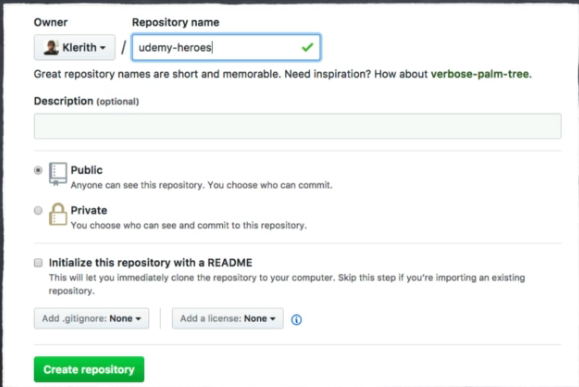 Owner
Repository name
Klerith / udemy-heroes
Great repository names are short and memorable. Need inspiration? How about verbose-palm-tree.
Description (optional)
Public
Anyone can see this repository. You choose who can commit.
Private
You choose who can see and commit to this repository.
Initialize this repository with a README
This will let you immediately clone the repository to your computer. Skip this step if you're importing an existing
repository.
Add .gitignore: None
Add a license: None
Create repository